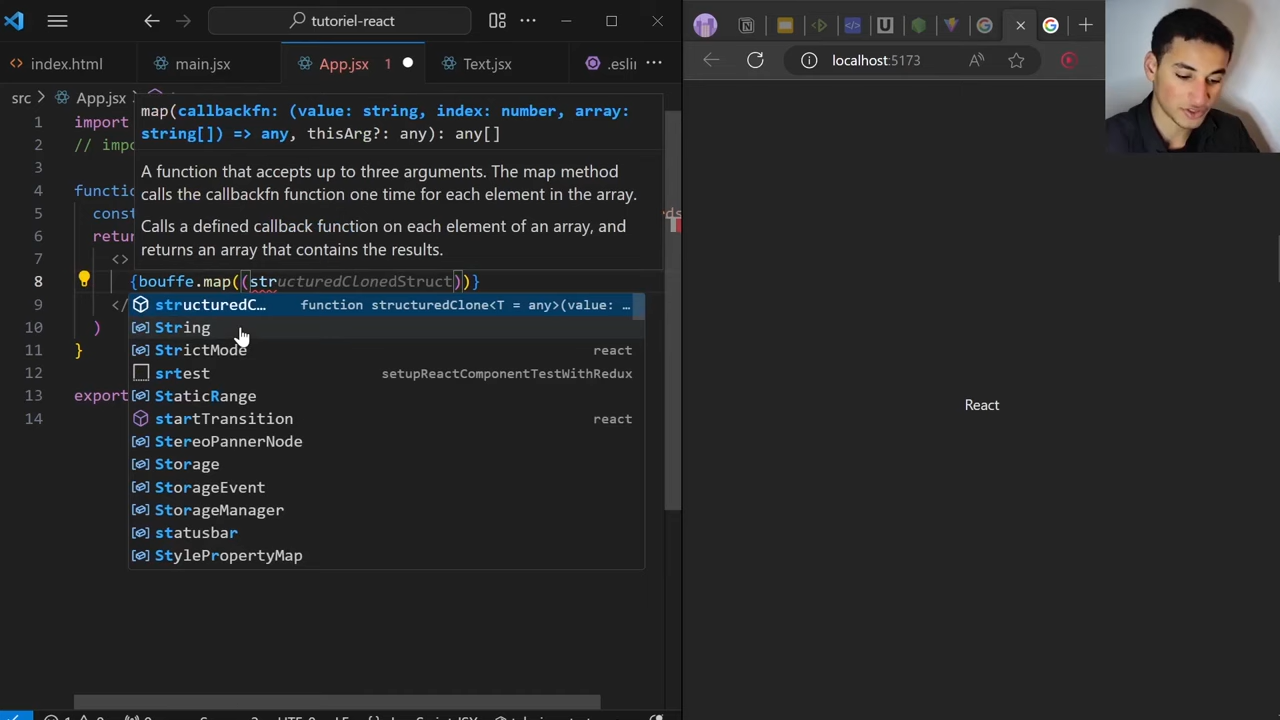 tutoriel-react
index.html
main.jsx
App.jsx 1
Text.jsx
.eslin
localhost:5173
src > App.jsx >
map(callbackfn: (value: string, index: number, array:
string[]) => any, thisArg?: any): any[]
A function that accepts up to three arguments. The map method
calls the callbackfn function one time for each element in the array.
Calls a defined callback function on each element of an array, and
returns an array that contains the results.
1 import
2 // imp
3
4 functio
5 cons
6 retu
7 <>
8 {bouffe.map((structuredClonedStruct))}
9 </
10 )
11 }
12
13 export
14
structuredC… function structuredClone<T = any>(value: …
String
StrictMode react
srtest setupReactComponentTestWithRedux
StaticRange
startTransition react
StereoPannerNode
Storage
StorageEvent
StorageManager
statusbar
StylePropertyMap
React